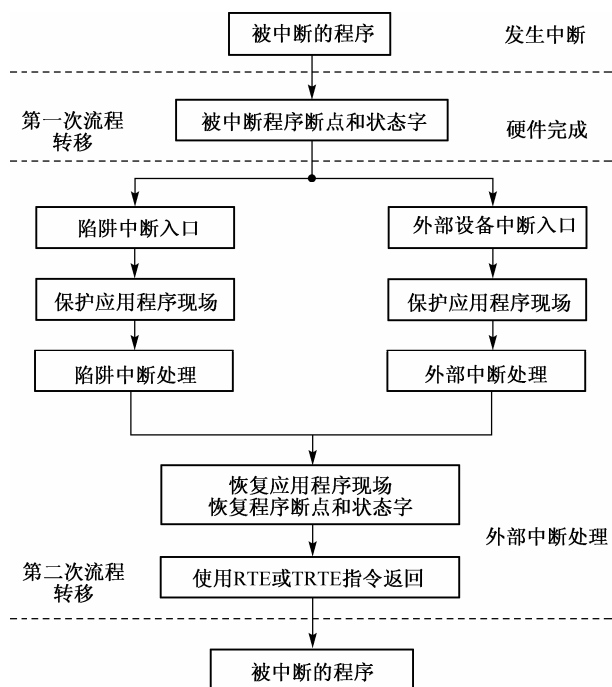 被中断的程序
发生中断
第一次流程
转移
被中断程序断点和状态字
硬件完成
陷阱中断入口
外部设备中断入口
保护应用程序现场
保护应用程序现场
陷阱中断处理
外部中断处理
恢复应用程序现场
恢复程序断点和状态字
外部中断处理
第二次流程
转移
使用RTE或TRTE指令返回
被中断的程序